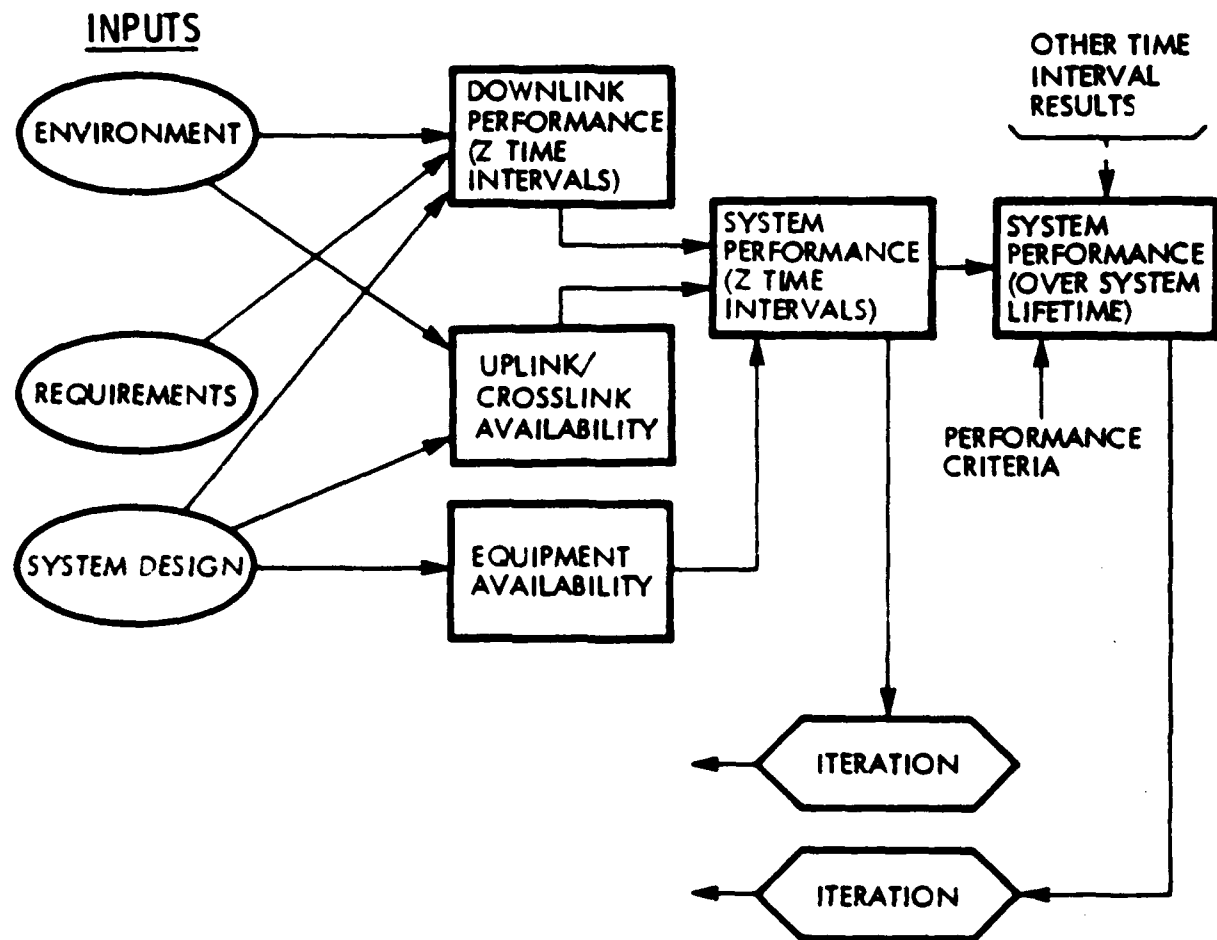 INPUTS
ENVIRONMENT
REQUIREMENTS
SYSTEM DESIGN
DOWNLINK
PERFORMANCE
(Z TIME
INTERVALS)
UPLINK/
CROSSLINK
AVAILABILITY
EQUIPMENT
AVAILABILITY
SYSTEM
PERFORMANCE
(Z TIME
INTERVALS)
OTHER TIME
INTERVAL
RESULTS
SYSTEM
PERFORMANCE
(OVER SYSTEM
LIFETIME)
PERFORMANCE
CRITERIA
ITERATION
ITERATION